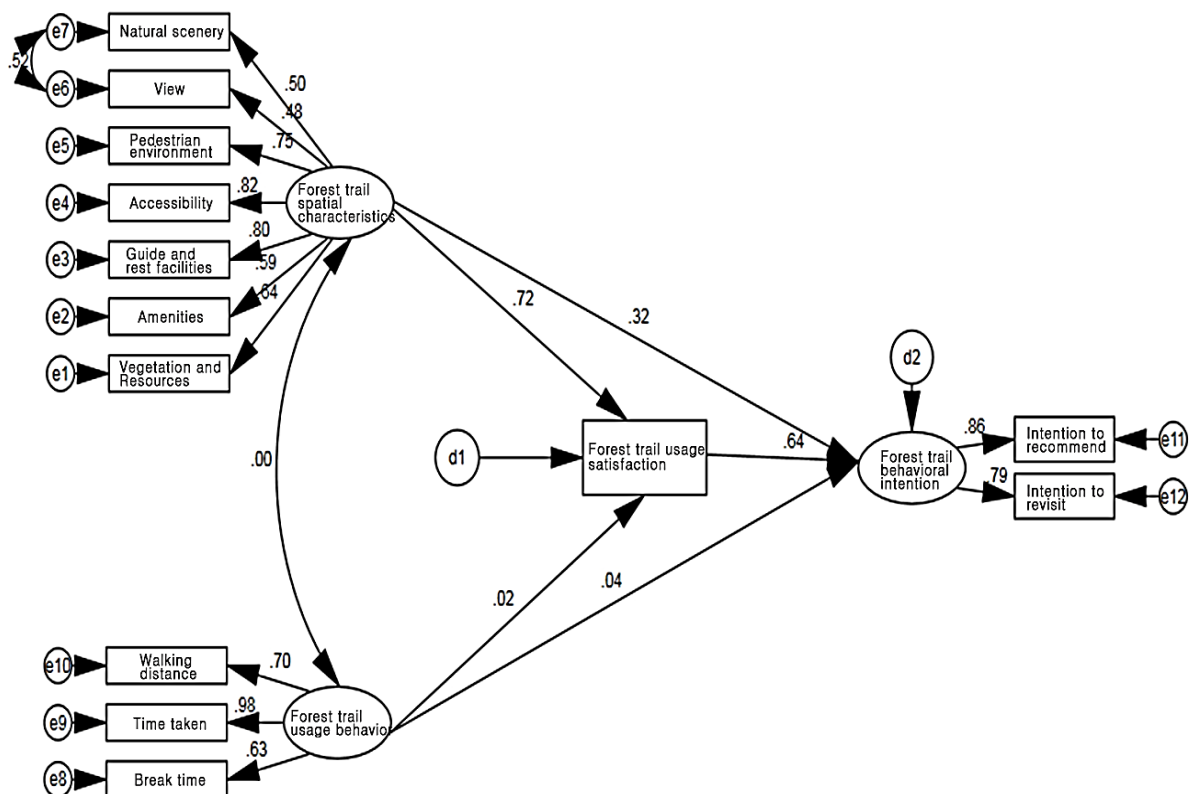 e7
Natural scenery
.50
.52
e6
View
.48
e5
Pedestrian
environment
.75
e4
Accessibility
.82
Forest trail
spatial
characteristics
e3
Guide and
rest facilities
.80
.59
e2
Amenities
.64
e1
Vegetation and
Resources
.72
.32
d2
.00
d1
Forest trail usage
satisfaction
.64
Forest trail
behavioral
intention
.86
Intention to
recommend
e11
.79
Intention to
revisit
e12
.02
.04
e10
Walking
distance
.70
e9
Time taken
.98
Forest trail
usage behavior
e8
Break time
.63